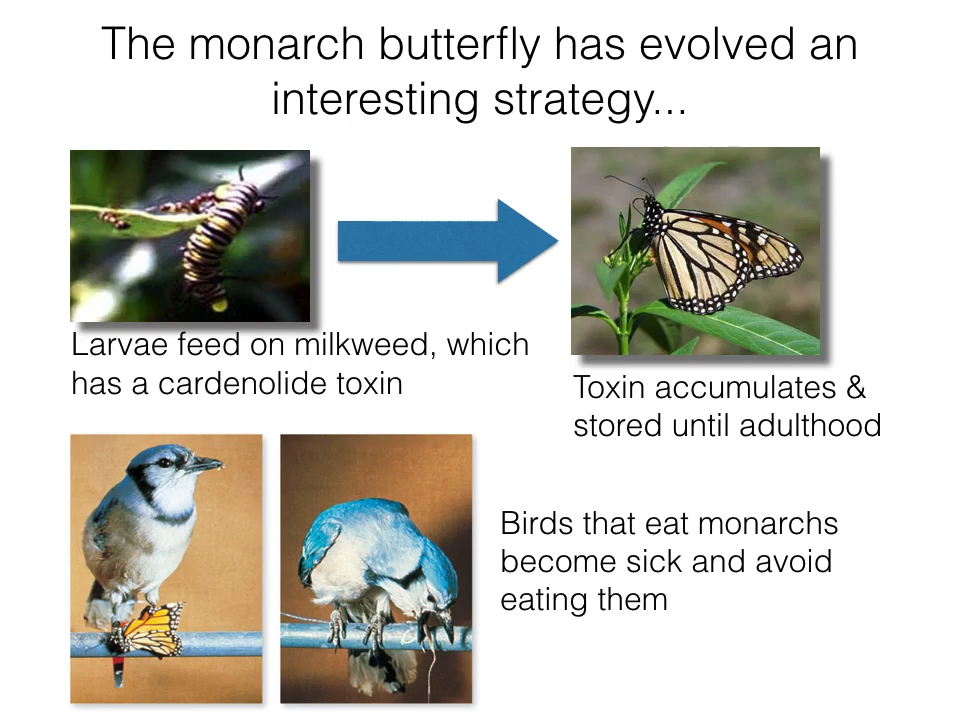 The monarch butterfly has evolved an
interesting strategy...
Larvae feed on milkweed, which
has a cardenolide toxin
Toxin accumulates &
stored until adulthood
Birds that eat monarchs
become sick and avoid
eating them